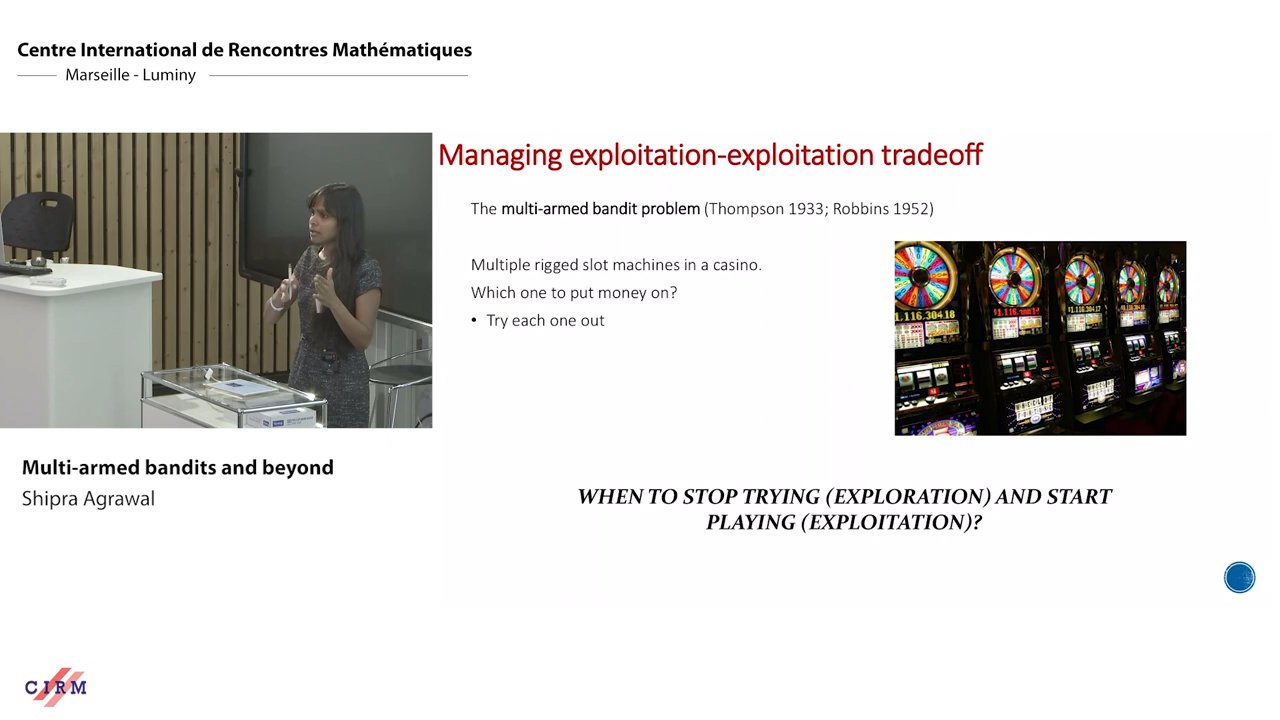 Centre International de Rencontres Mathématiques
Marseille - Luminy
Managing exploitation-exploitation tradeoff
The multi-armed bandit problem (Thompson 1933; Robbins 1952)
Multiple rigged slot machines in a casino.
Which one to put money on?
• Try each one out
WHEN TO STOP TRYING (EXPLORATION) AND START
PLAYING (EXPLOITATION)?
Multi-armed bandits and beyond
Shipra Agrawal
CIRM